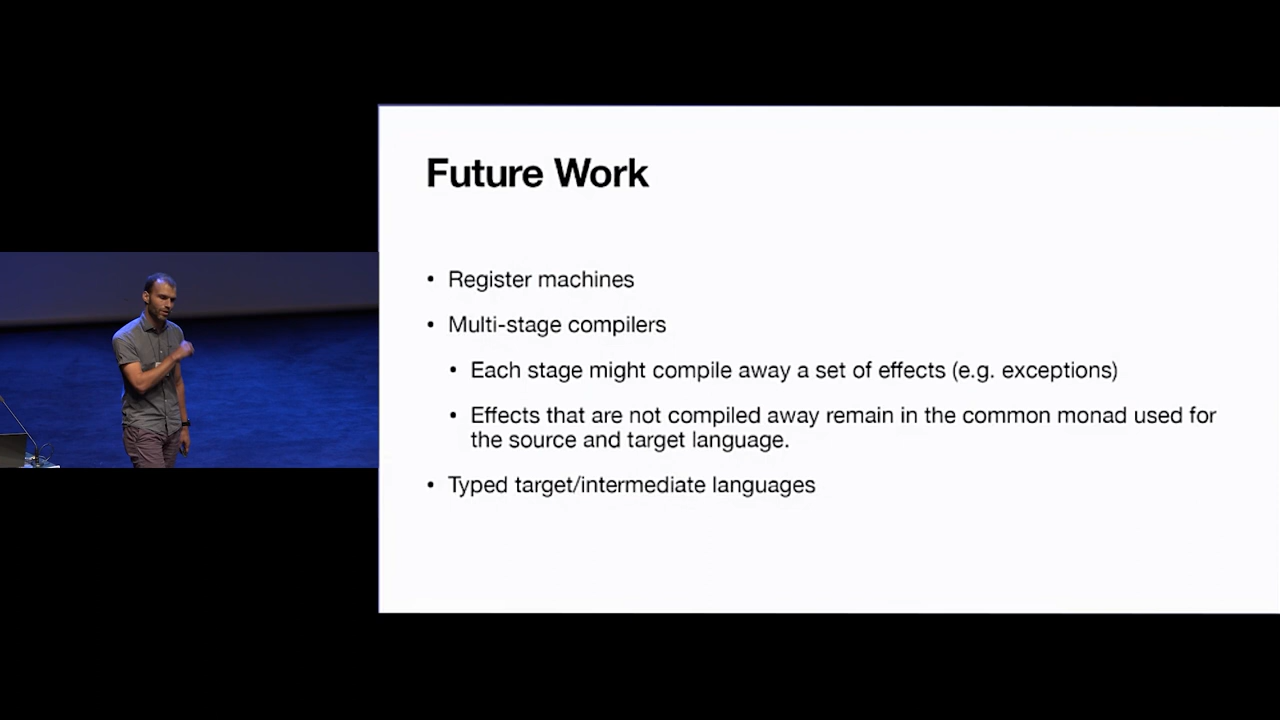 Future Work
• Register machines
• Multi-stage compilers
• Each stage might compile away a set of effects (e.g. exceptions)
• Effects that are not compiled away remain in the common monad used for
the source and target language.
• Typed target/intermediate languages